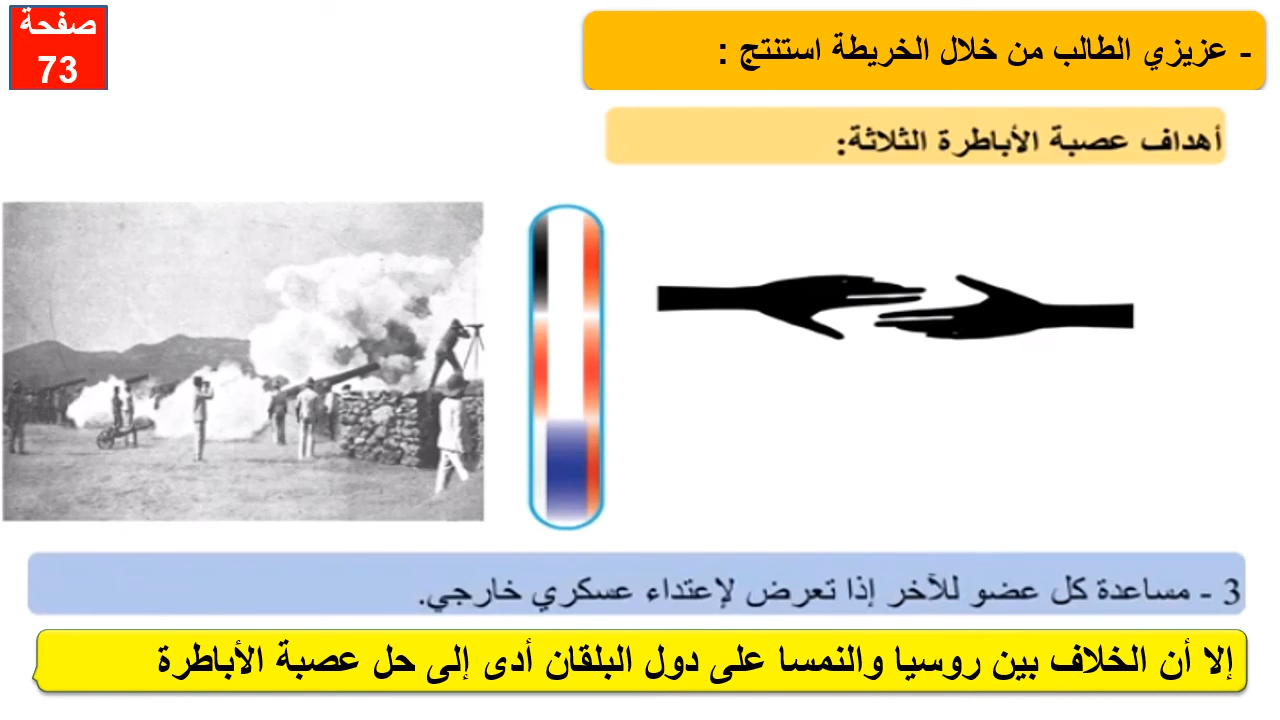 صفحة
73
- عزيزي الطالب من خلال الخريطة استنتج :
أهداف عصبة الأباطرة الثلاثة:
3 - مساعدة كل عضو للآخر إذا تعرض لإعتداء عسكري خارجي.
إلا أن الخلاف بين روسيا والنمسا على دول البلقان أدى إلى حل عصبة الأباطرة